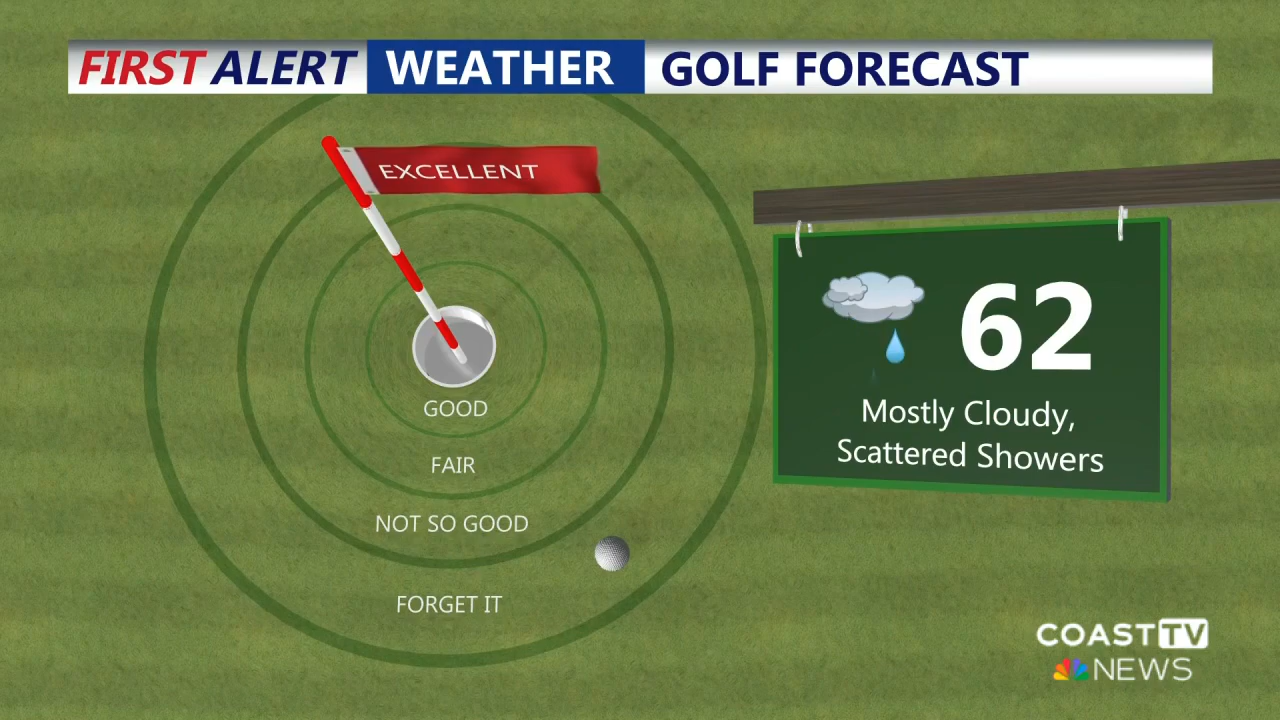 FIRST ALERT WEATHER GOLF FORECAST
EXCELLENT
GOOD
FAIR
NOT SO GOOD
FORGET IT
62
Mostly Cloudy,
Scattered Showers
COAST TV
NEWS